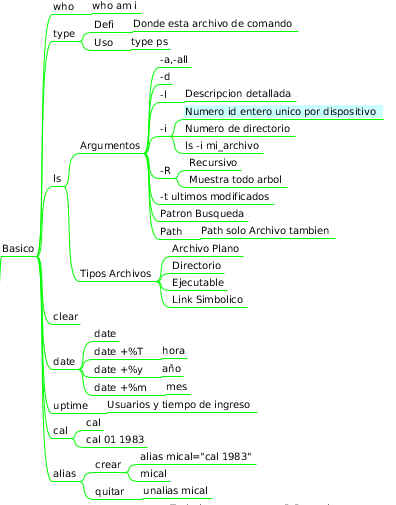 who
who am i
type
Defi
Donde esta archivo de comando
Uso
type ps
Basico
ls
Argumentos
-a,-all
-d
-l
Descripcion detallada
-i
Numero id entero unico por dispositivo
Numero de directorio
ls -i mi_archivo
-R
Recursivo
Muestra todo arbol
-t ultimos modificados
Patron Busqueda
Path
Path solo Archivo tambien
Tipos Archivos
Archivo Plano
Directorio
Ejecutable
Link Simbolico
clear
date
date
date +%T
hora
date +%y
año
date +%m
mes
uptime
Usuarios y tiempo de ingreso
cal
cal
cal 01 1983
alias
crear
alias mical="cal 1983"
mical
quitar
unalias mical